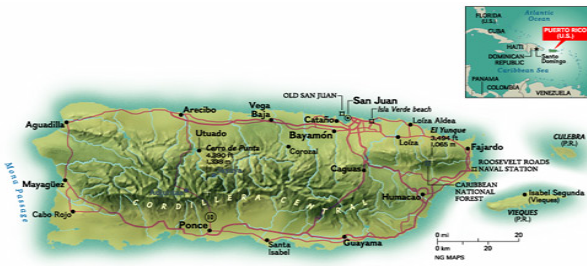 Atlantic
Ocean
FLORIDA
(U.S.)
CUBA
PUERTO RICO
(U.S.)
HAITI
DOMINICAN
REPUBLIC
Santo
Domingo
Caribbean Sea
PANAMA
COLOMBIA
VENEZUELA
OLD SAN JUAN
San Juan
Isla Verde beach
Arecibo
Vega
Baja
Cataños
Loíza Aldea
Aguadilla
Utuado
Bayamón
El Yunque
3,494 ft
1,065 m
CULEBRA
(P.R.)
Loíza
Cerro de Punta
4,390 ft
1,338 m
Corozal
Fajardo
ROOSEVELT ROADS
NAVAL STATION
Mona Passage
Mayagüez
Caguas
CARIBBEAN
NATIONAL
FOREST
Humacao
Isabel Segunda
(Vieques)
Cabo Rojo
CORDILLERA CENTRAL
VIEQUES
(P.R.)
Ponce
Santa
Isabel
Guayama
0 mi 20
0 km 20
NG MAPS